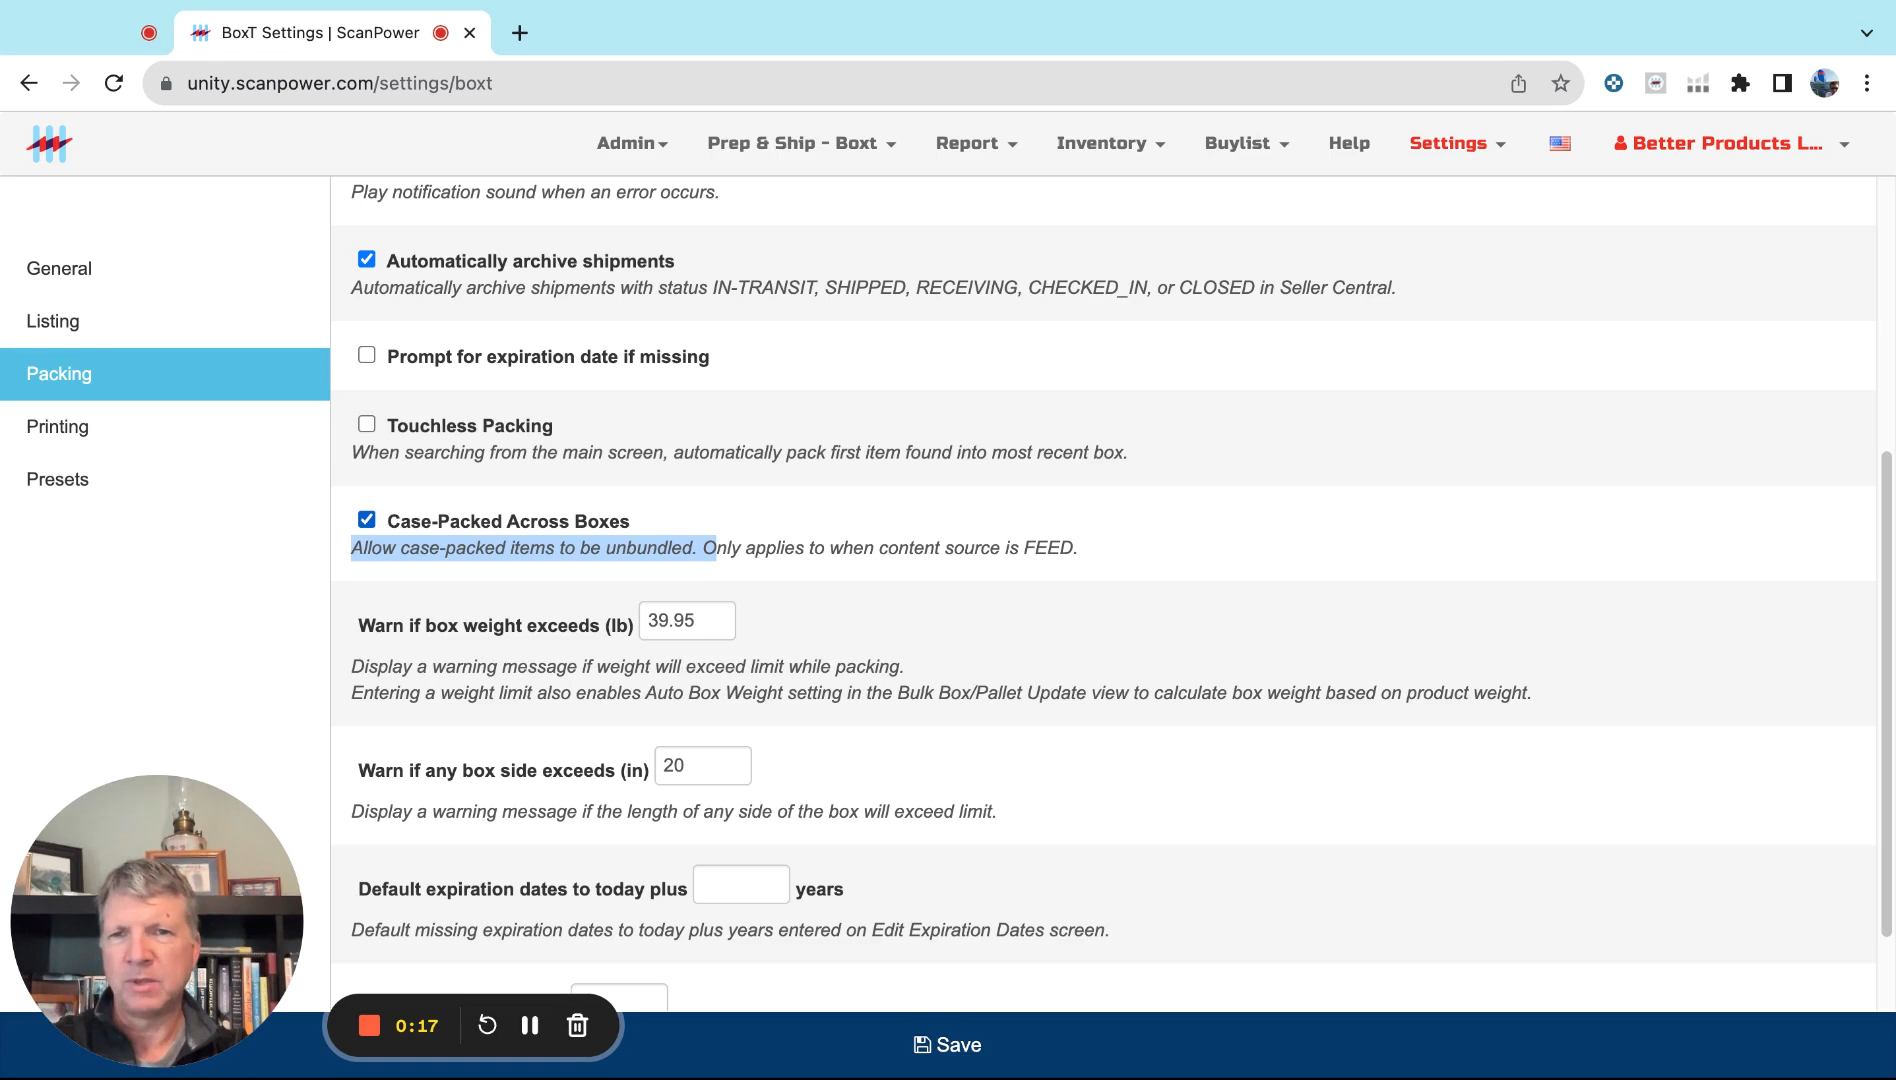 BoxT Settings | ScanPower
unity.scanpower.com/settings/boxt
Admin
Prep & Ship - Boxt
Report
Inventory
Buylist
Help
Settings
Better Products L...
General
Listing
Packing
Printing
Presets
Play notification sound when an error occurs.
Automatically archive shipments
Automatically archive shipments with status IN-TRANSIT, SHIPPED, RECEIVING, CHECKED_IN, or CLOSED in Seller Central.
Prompt for expiration date if missing
Touchless Packing
When searching from the main screen, automatically pack first item found into most recent box.
Case-Packed Across Boxes
Allow case-packed items to be unbundled. Only applies to when content source is FEED.
Warn if box weight exceeds (lb) 39.95
Display a warning message if weight will exceed limit while packing.
Entering a weight limit also enables Auto Box Weight setting in the Bulk Box/Pallet Update view to calculate box weight based on product weight.
Warn if any box side exceeds (in) 20
Display a warning message if the length of any side of the box will exceed limit.
Default expiration dates to today plus years
Default missing expiration dates to today plus years entered on Edit Expiration Dates screen.
0:17
Save